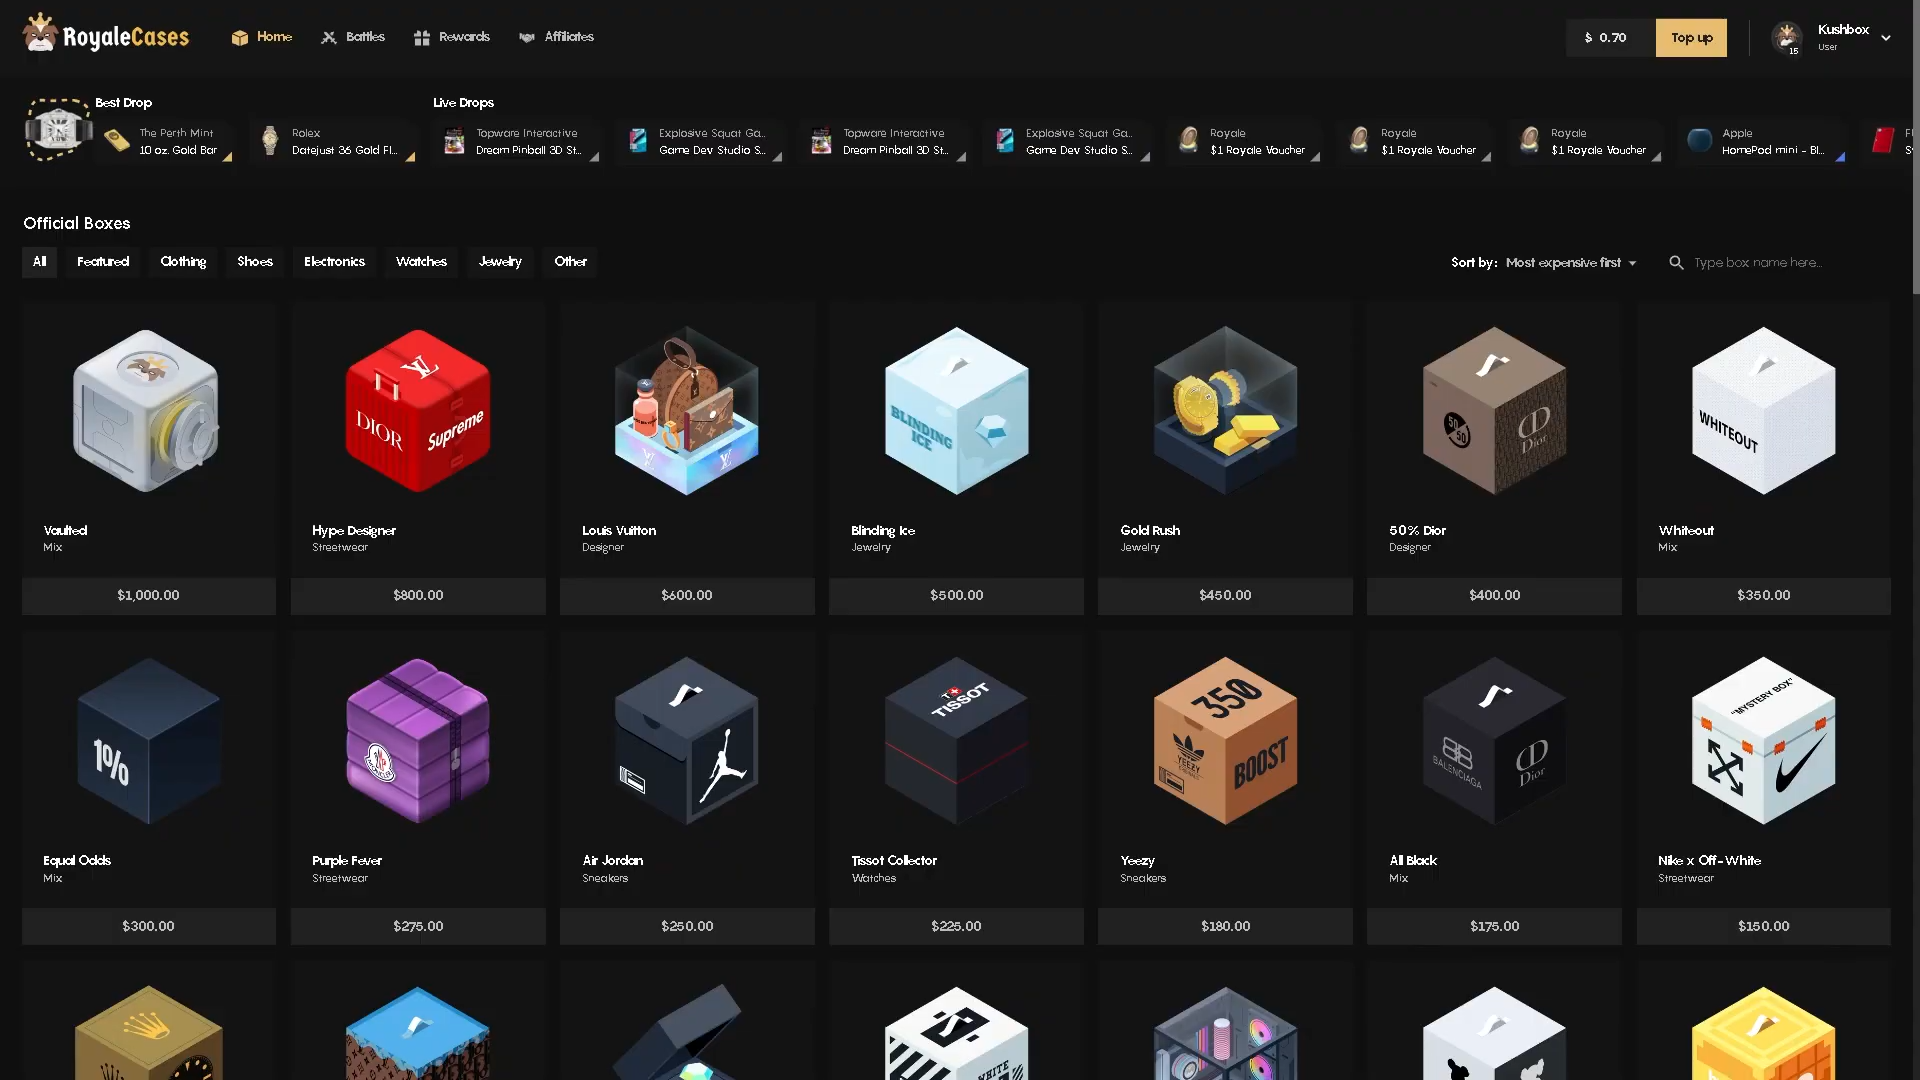 RoyaleCases
Home
Battles
Rewards
Affiliates
$ 0.70
Top up
15
Kushbox
User
Best Drop
The Perth Mint
10 oz. Gold Bar
Rolex
Datejust 36 Gold Fl...
Live Drops
Topware Interactive
Dream Pinball 3D St...
Explosive Squat Ga...
Game Dev Studio S...
Topware Interactive
Dream Pinball 3D St...
Explosive Squat Ga...
Game Dev Studio S...
Royale
$1 Royale Voucher
Royale
$1 Royale Voucher
Royale
$1 Royale Voucher
Apple
HomePod mini - Bl...
Official Boxes
All
Featured
Clothing
Shoes
Electronics
Watches
Jewelry
Other
Sort by: Most expensive first
Type box name here...
DIOR
Supreme
BLINDING
ICE
50/50
Dior
WHITEOUT
Vaulted
Mix
$1,000.00
Hype Designer
Streetwear
$800.00
Louis Vuitton
Designer
$600.00
Blinding Ice
Jewelry
$500.00
Gold Rush
Jewelry
$450.00
50% Dior
Designer
$400.00
Whiteout
Mix
$350.00
1%
TISSOT
350
YEEZY
BOOST
BALENCIAGA
Dior
"MYSTERY BOX"
Equal Odds
Mix
$300.00
Purple Fever
Streetwear
$275.00
Air Jordan
Sneakers
$250.00
Tissot Collector
Watches
$225.00
Yeezy
Sneakers
$180.00
All Black
Mix
$175.00
Nike x Off-White
Streetwear
$150.00
WHITE